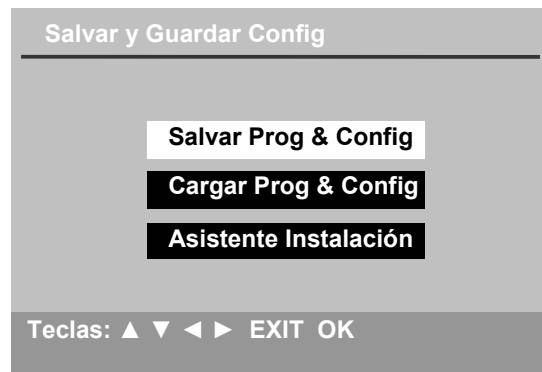 Salvar y Guardar Config
Salvar Prog & Config
Cargar Prog & Config
Asistente Instalación
Teclas: ▲ ▼ ◄ ► EXIT OK